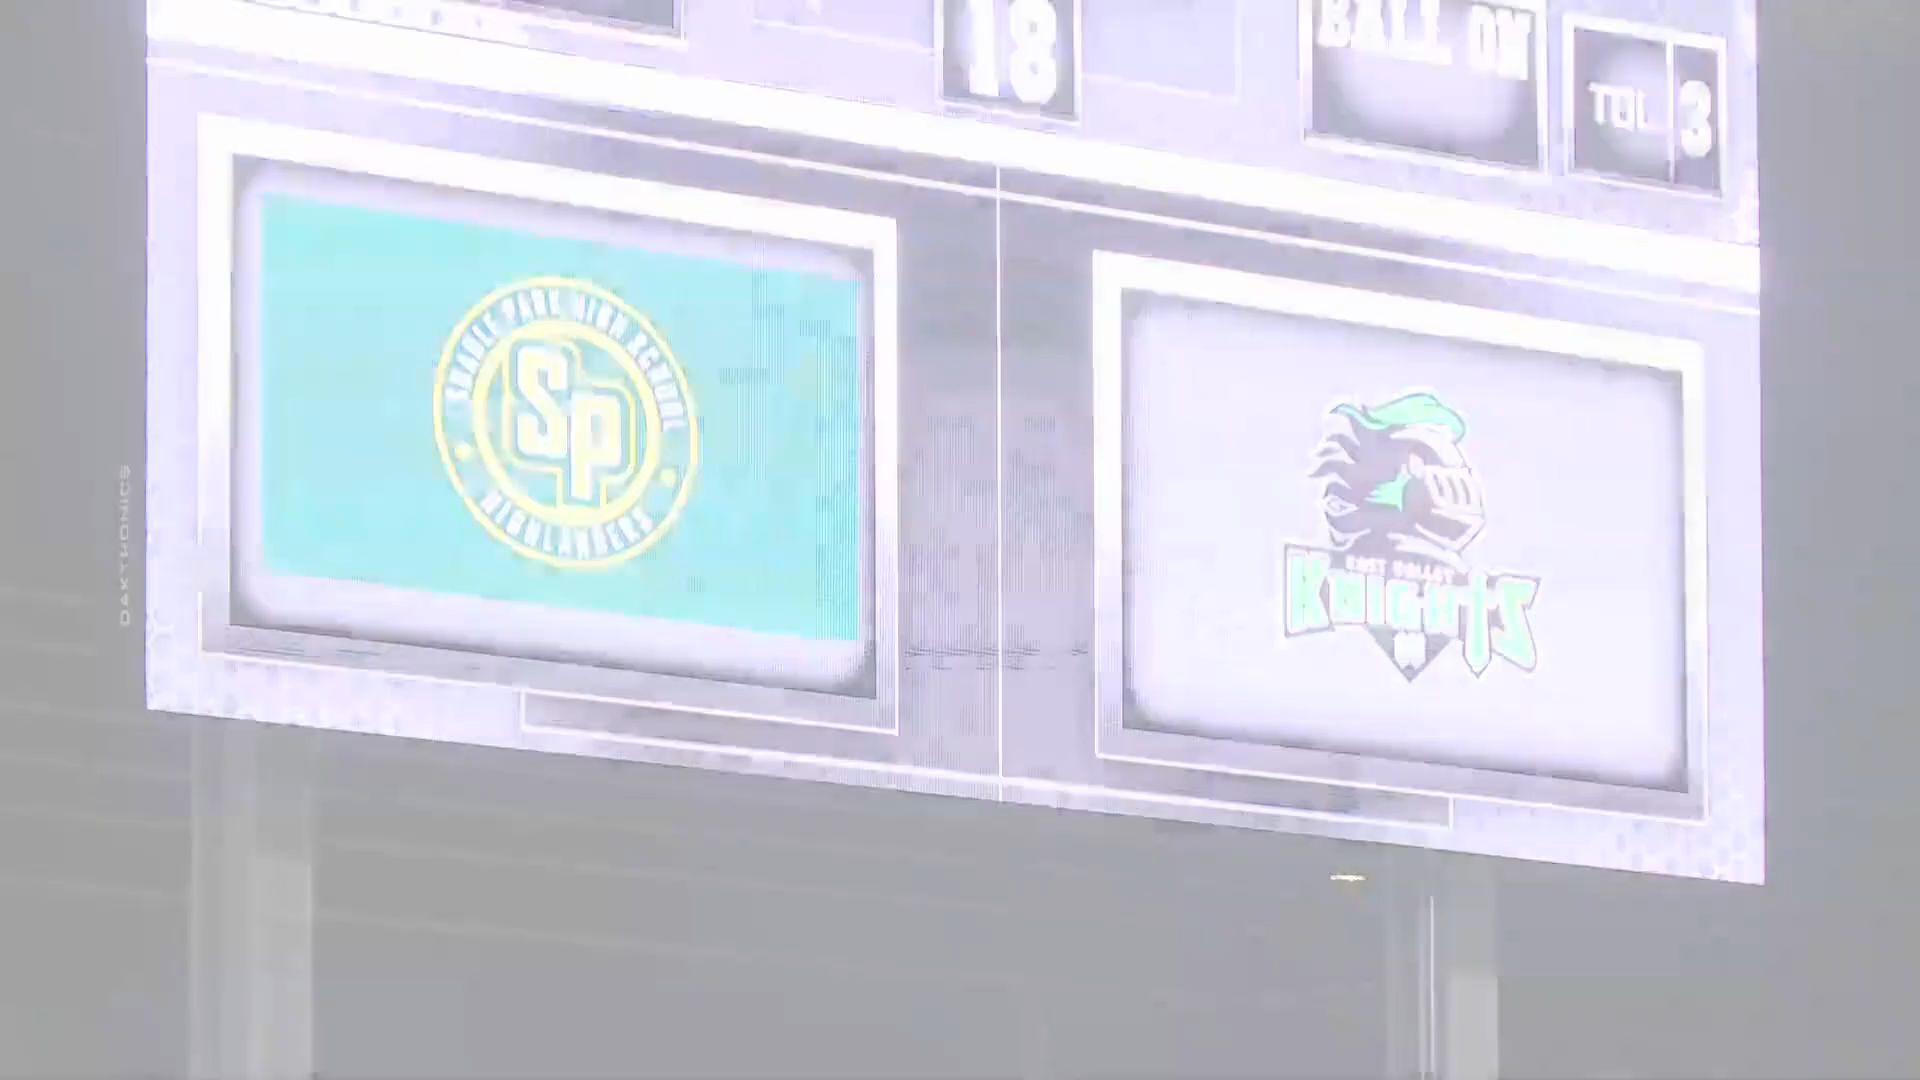 18
BALL ON
TOL 3
SHADLE PARK HIGH SCHOOL
SP
HIGHLANDERS
EAST VALLEY
KNIGHTS
DAKTRONICS